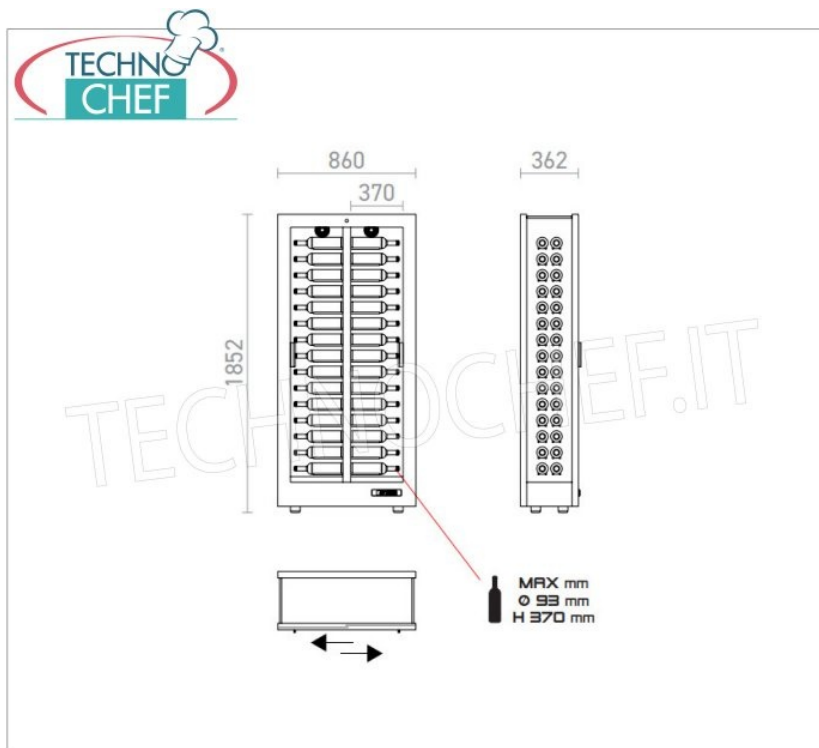 TECHNO
CHEF
®
860
370
362
1852
TECHNOCHEF.IT
MAX mm
Ø 93 mm
H 370 mm